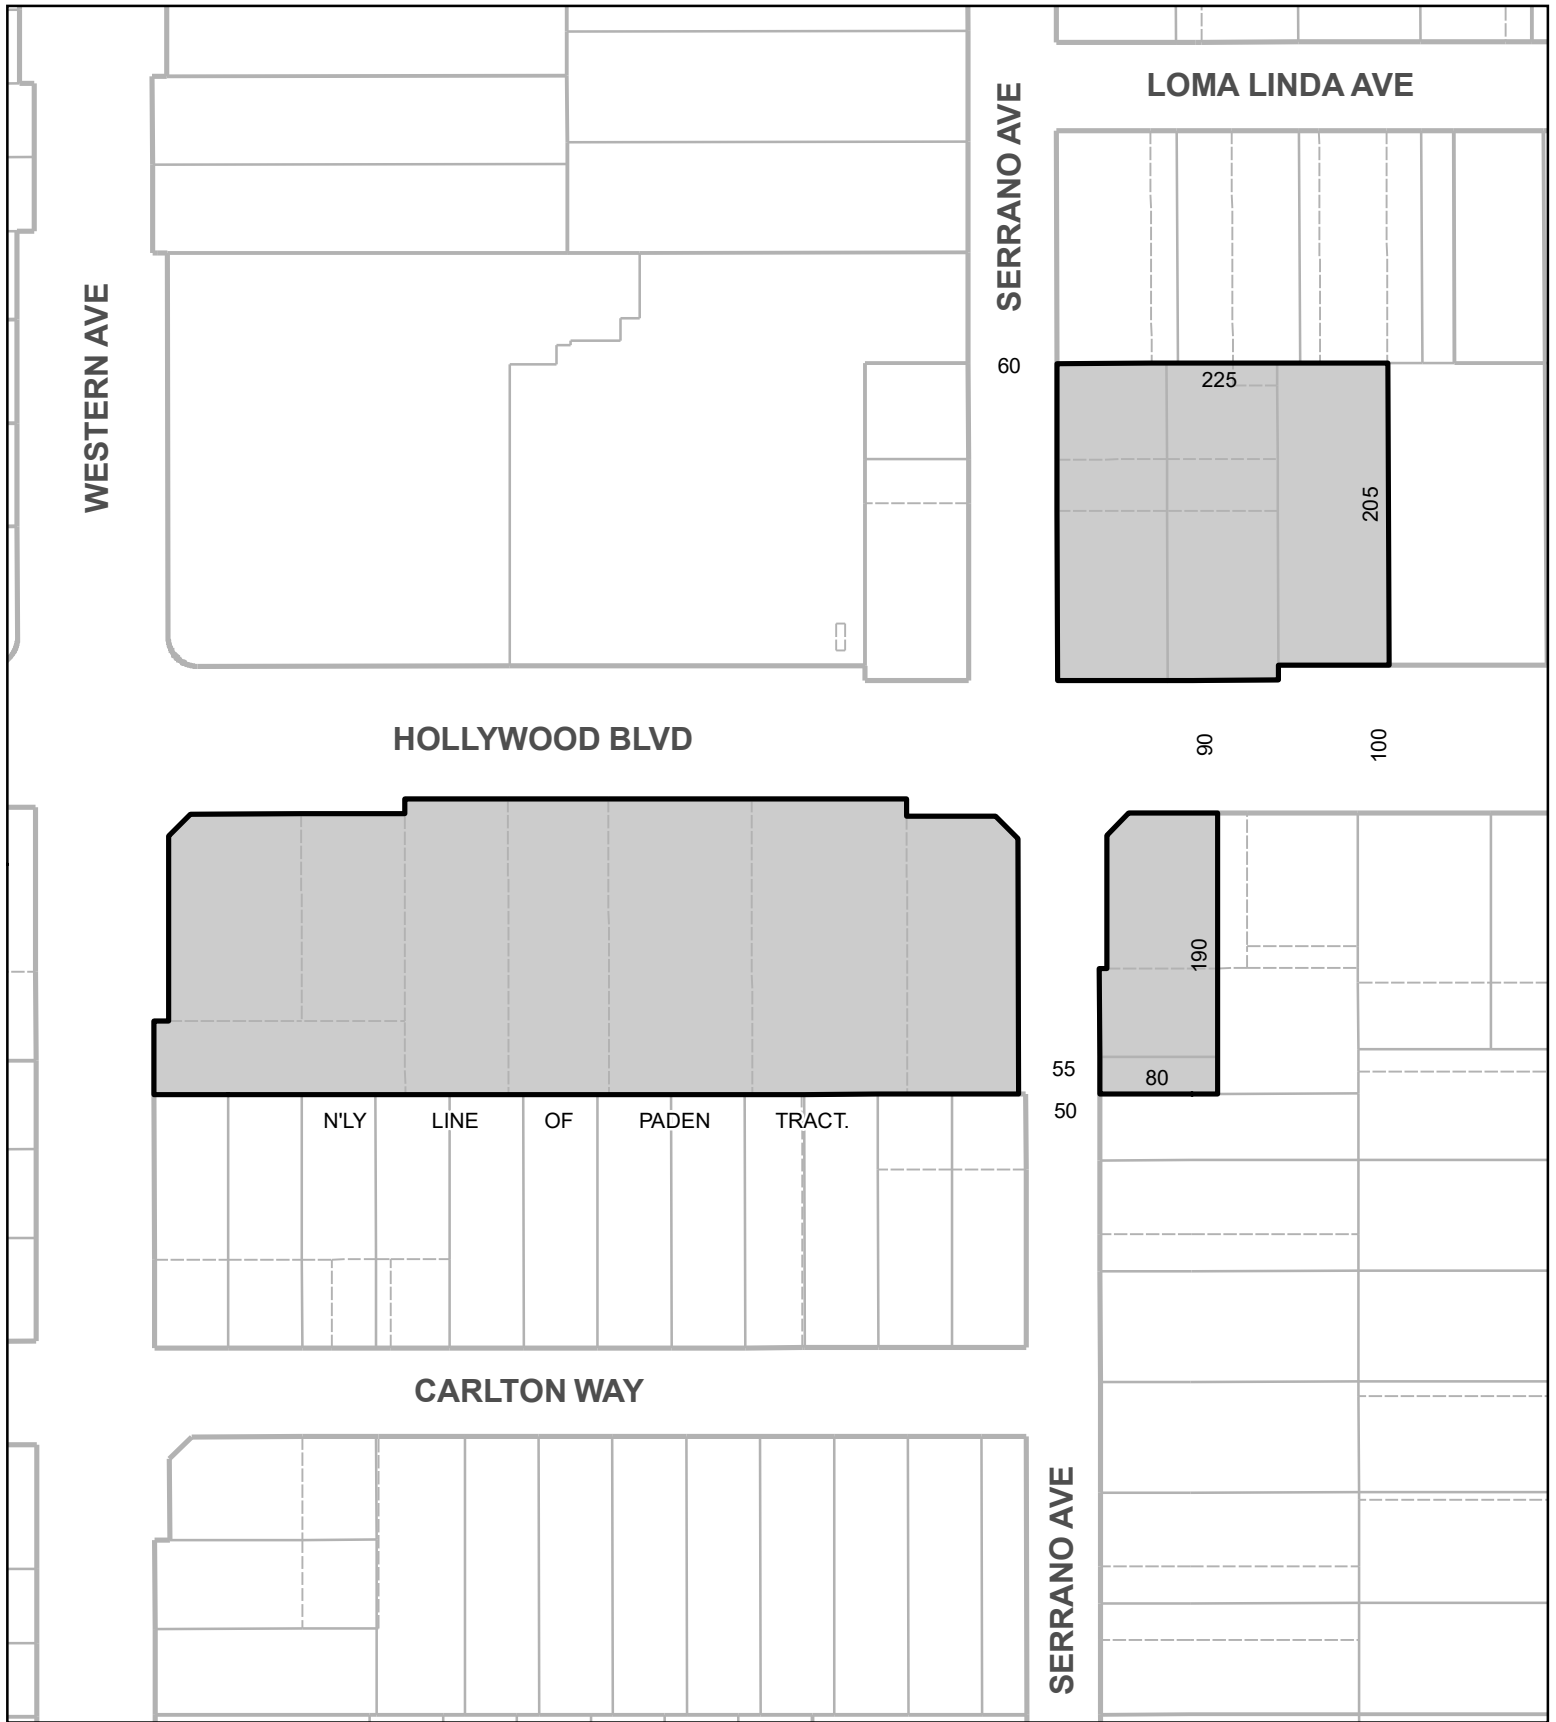 LOMA LINDA AVE
SERRANO AVE
WESTERN AVE
60
225
205
HOLLYWOOD BLVD
90
100
190
55
80
50
N'LY LINE OF PADEN TRACT.
CARLTON WAY
SERRANO AVE